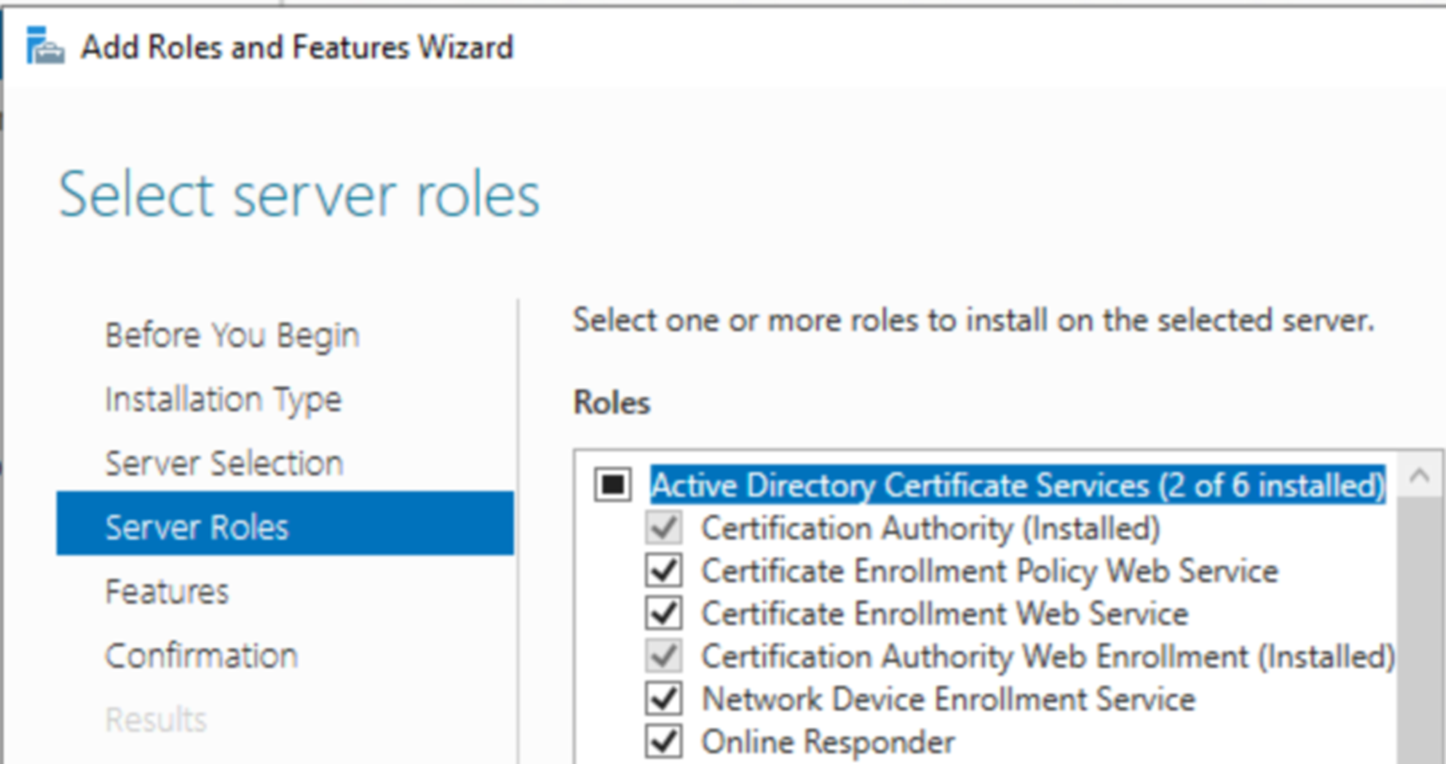 Add Roles and Features Wizard
Select server roles
Before You Begin
Installation Type
Server Selection
Server Roles
Features
Confirmation
Results
Select one or more roles to install on the selected server.
Roles
Active Directory Certificate Services (2 of 6 installed)
Certification Authority (Installed)
Certificate Enrollment Policy Web Service
Certificate Enrollment Web Service
Certification Authority Web Enrollment (Installed)
Network Device Enrollment Service
Online Responder